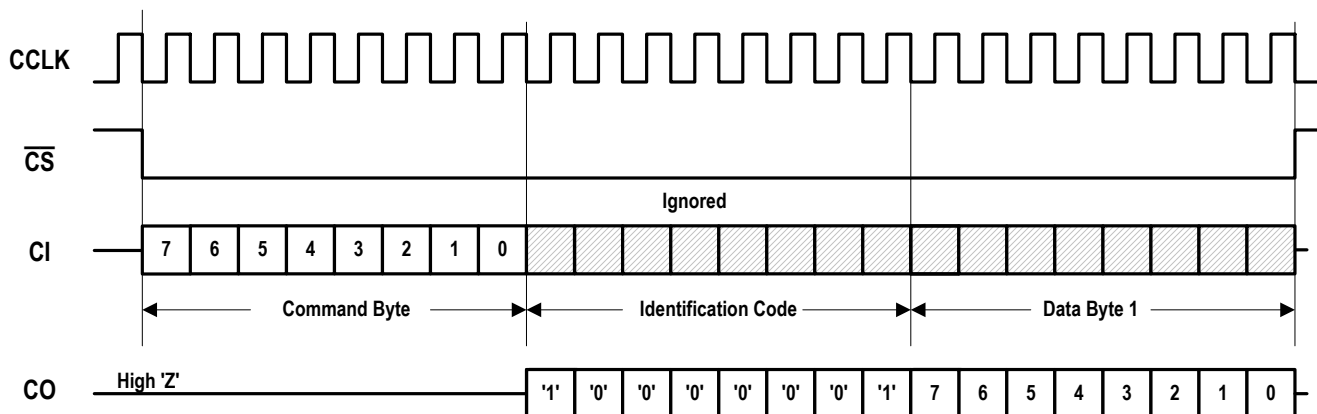 CCLK
CS
Ignored
CI 7 6 5 4 3 2 1 0
Command Byte Identification Code Data Byte 1
High 'Z'
CO '1' '0' '0' '0' '0' '0' '0' '1' 7 6 5 4 3 2 1 0